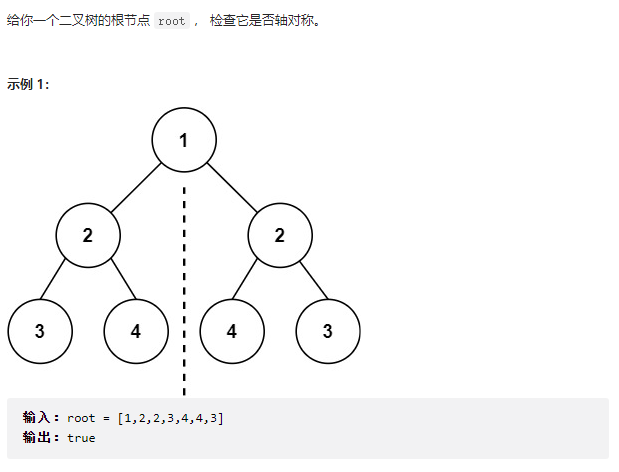 给你一个二叉树的根节点 root ， 检查它是否轴对称。
示例 1：
1
2 2
3 4 4 3
输入：root = [1,2,2,3,4,4,3]
输出：true